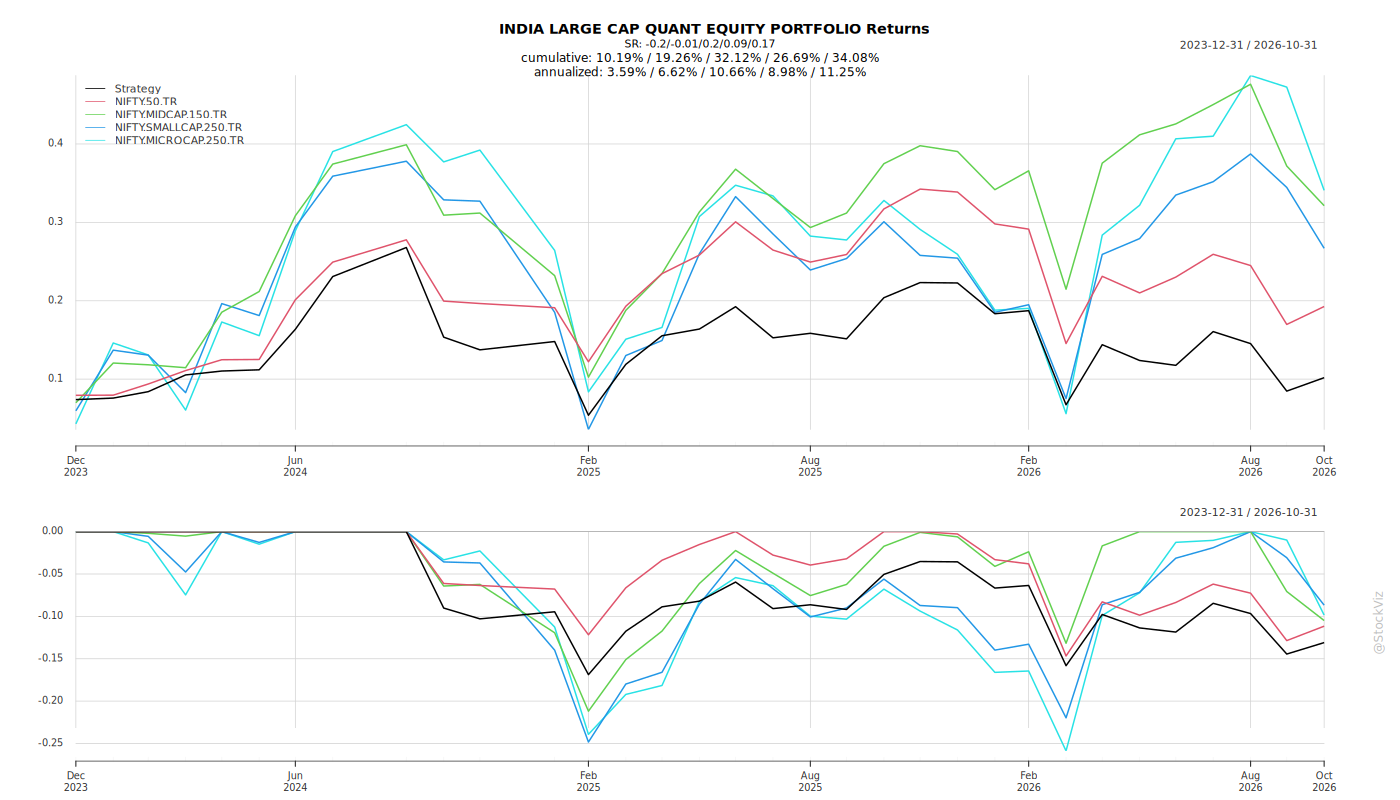 INDIA LARGE CAP QUANT EQUITY PORTFOLIO Returns
SR: -0.2/-0.01/0.2/0.09/0.17
2023-12-31 / 2026-10-31
cumulative: 10.19% / 19.26% / 32.12% / 26.69% / 34.08%
annualized: 3.59% / 6.62% / 10.66% / 8.98% / 11.25%
Strategy
NIFTY.50.TR
NIFTY.MIDCAP.150.TR
NIFTY.SMALLCAP.250.TR
NIFTY.MICROCAP.250.TR
0.4
0.3
0.2
0.1
Dec 2023
Jun 2024
Feb 2025
Aug 2025
Feb 2026
Aug 2026
Oct 2026
2023-12-31 / 2026-10-31
0.00
-0.05
-0.10
-0.15
-0.20
-0.25
Dec 2023
Jun 2024
Feb 2025
Aug 2025
Feb 2026
Aug 2026
Oct 2026
@StockViz